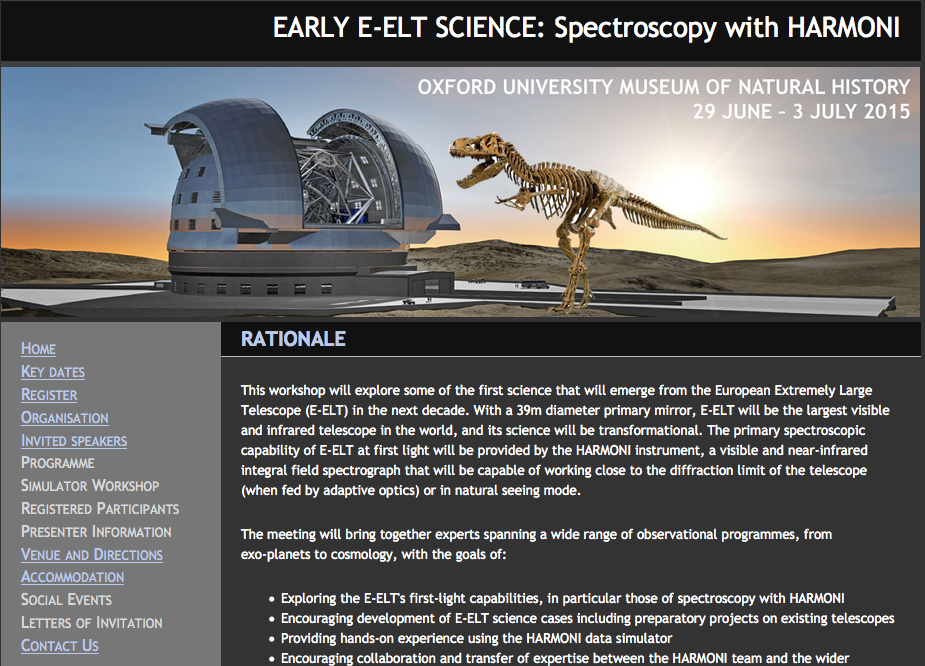 EARLY E-ELT SCIENCE: Spectroscopy with HARMONI
OXFORD UNIVERSITY MUSEUM OF NATURAL HISTORY
29 JUNE - 3 JULY 2015
HOME
KEY DATES
REGISTER
ORGANISATION
INVITED SPEAKERS
PROGRAMME
SIMULATOR WORKSHOP
REGISTERED PARTICIPANTS
PRESENTER INFORMATION
VENUE AND DIRECTIONS
ACCOMMODATION
SOCIAL EVENTS
LETTERS OF INVITATION
CONTACT US
RATIONALE
This workshop will explore some of the first science that will emerge from the European Extremely Large
Telescope (E-ELT) in the next decade. With a 39m diameter primary mirror, E-ELT will be the largest visible
and infrared telescope in the world, and its science will be transformational. The primary spectroscopic
capability of E-ELT at first light will be provided by the HARMONI instrument, a visible and near-infrared
integral field spectrograph that will be capable of working close to the diffraction limit of the telescope
(when fed by adaptive optics) or in natural seeing mode.
The meeting will bring together experts spanning a wide range of observational programmes, from
exo-planets to cosmology, with the goals of:
• Exploring the E-ELT's first-light capabilities, in particular those of spectroscopy with HARMONI
• Encouraging development of E-ELT science cases including preparatory projects on existing telescopes
• Providing hands-on experience using the HARMONI data simulator
• Encouraging collaboration and transfer of expertise between the HARMONI team and the wider